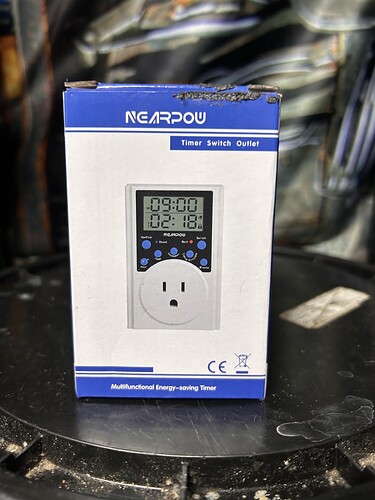 NEARPOW
Timer Switch Outlet
09:00
02:18
NEARPOW
CE
Multifunctional Energy-saving Timer